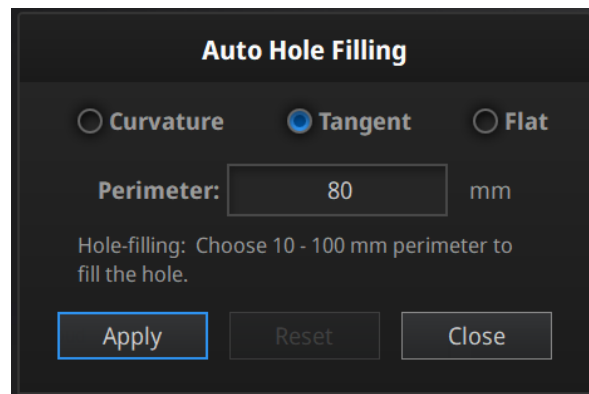 Auto Hole Filling
Curvature Tangent Flat
Perimeter: 80 mm
Hole-filling: Choose 10 - 100 mm perimeter to
fill the hole.
Apply Reset Close